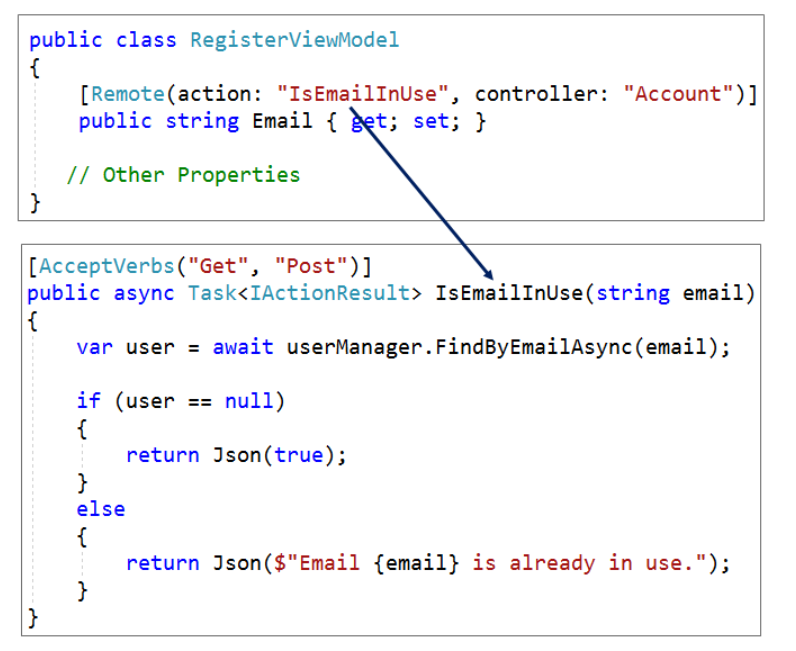 public class RegisterViewModel
{
[Remote(action: "IsEmailInUse", controller: "Account")]
public string Email { get; set; }
// Other Properties
}
[AcceptVerbs("Get", "Post")]
public async Task<IActionResult> IsEmailInUse(string email)
{
var user = await userManager.FindByEmailAsync(email);
if (user == null)
{
return Json(true);
}
else
{
return Json($"Email {email} is already in use.");
}
}